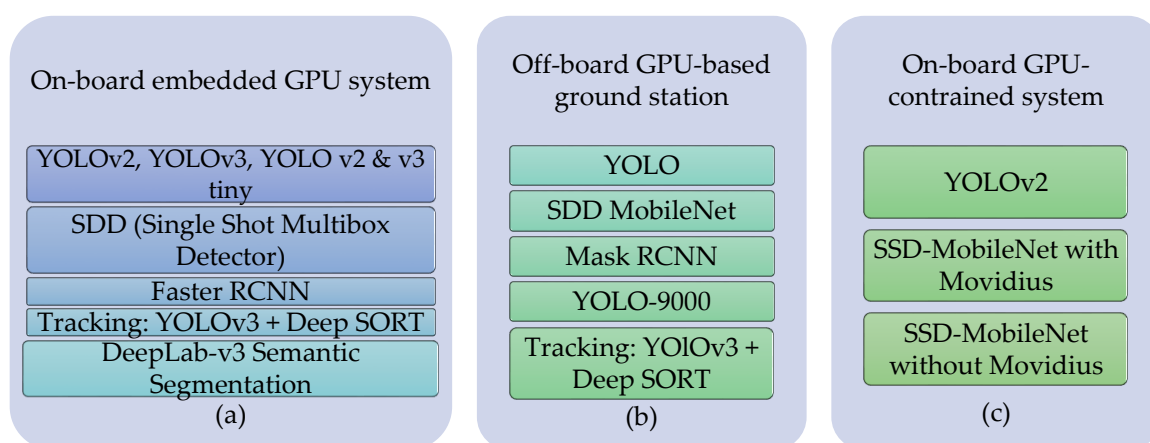 On-board embedded GPU system
YOLOv2, YOLOv3, YOLO v2 & v3
tiny
SDD (Single Shot Multibox
Detector)
Faster RCNN
Tracking: YOLOv3 + Deep SORT
DeepLab-v3 Semantic
Segmentation
(a)
Off-board GPU-based
ground station
YOLO
SDD MobileNet
Mask RCNN
YOLO-9000
Tracking: YOlOv3 +
Deep SORT
(b)
On-board GPU-
contrained system
YOLOv2
SSD-MobileNet with
Movidius
SSD-MobileNet
without Movidius
(c)